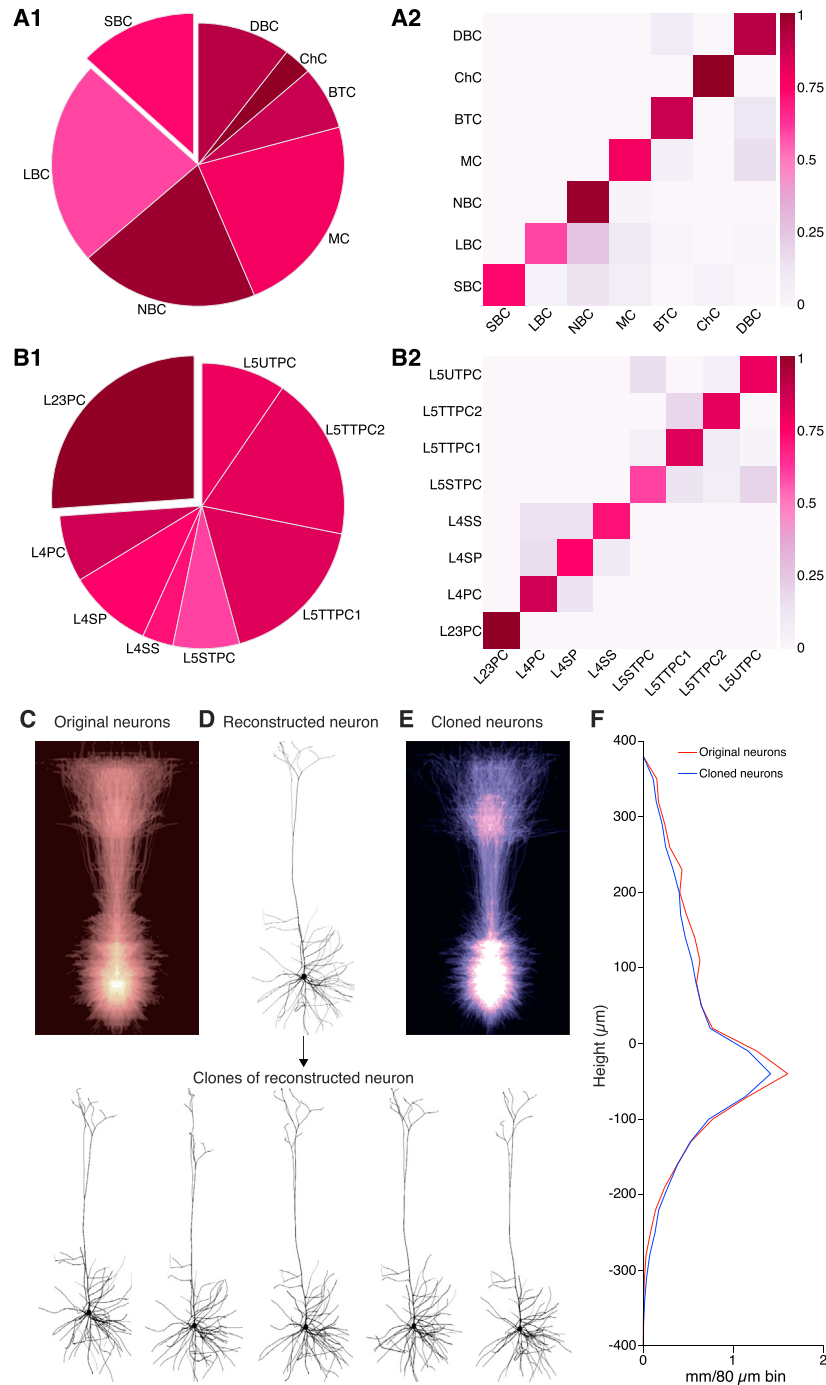 A1
SBC
DBC
ChC
BTC
LBC
MC
NBC
A2
DBC
ChC
BTC
MC
NBC
LBC
SBC
SBC
LBC
NBC
MC
BTC
ChC
DBC
1
0.75
0.5
0.25
0
B1
L5UTPC
L23PC
L5TTPC2
L4PC
L4SP
L4SS
L5STPC
L5TTPC1
B2
L5UTPC
L5TTPC2
L5TTPC1
L5STPC
L4SS
L4SP
L4PC
L23PC
L23PC
L4PC
L4SP
L4SS
L5STPC
L5TTPC1
L5TTPC2
L5UTPC
1
0.75
0.5
0.25
0
C Original neurons
D Reconstructed neuron
Clones of reconstructed neuron
E Cloned neurons
F
Original neurons
Cloned neurons
400
300
200
100
0
-100
-200
-300
-400
Height (µm)
0 1 2
mm/80 µm bin